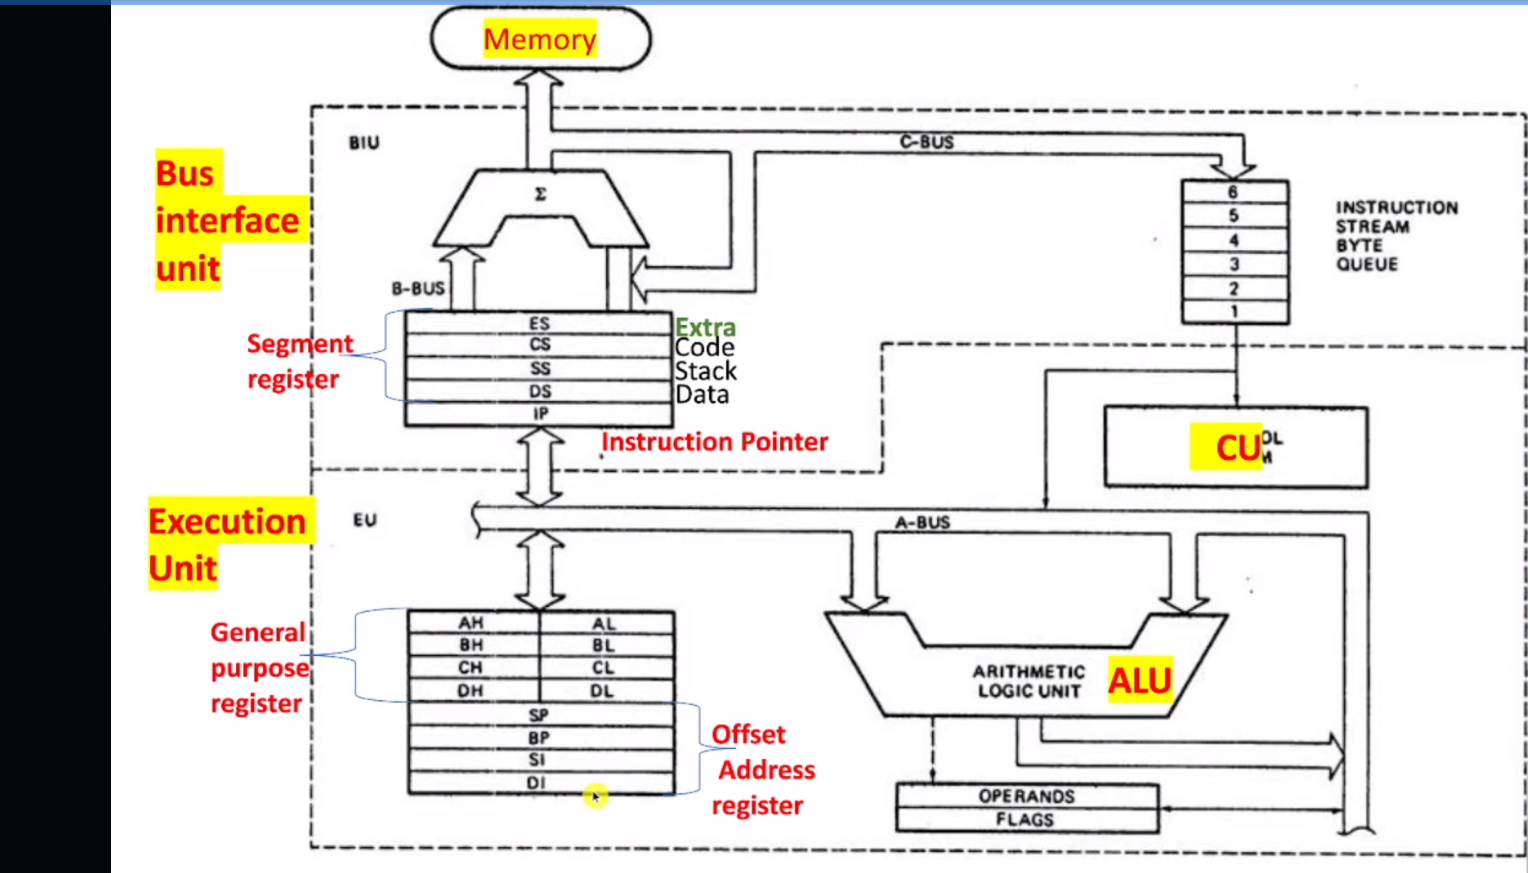 Memory
BIU
C-BUS
Bus
interface
unit
Σ
6
5
4
3
2
1
INSTRUCTION
STREAM
BYTE
QUEUE
B-BUS
Segment
register
ES
CS
SS
DS
IP
Extra
Code
Stack
Data
Instruction Pointer
CU
OL
M
Execution
Unit
EU
A-BUS
General
purpose
register
AH AL
BH BL
CH CL
DH DL
SP
BP
SI
DI
Offset
Address
register
ARITHMETIC
LOGIC UNIT
ALU
OPERANDS
FLAGS